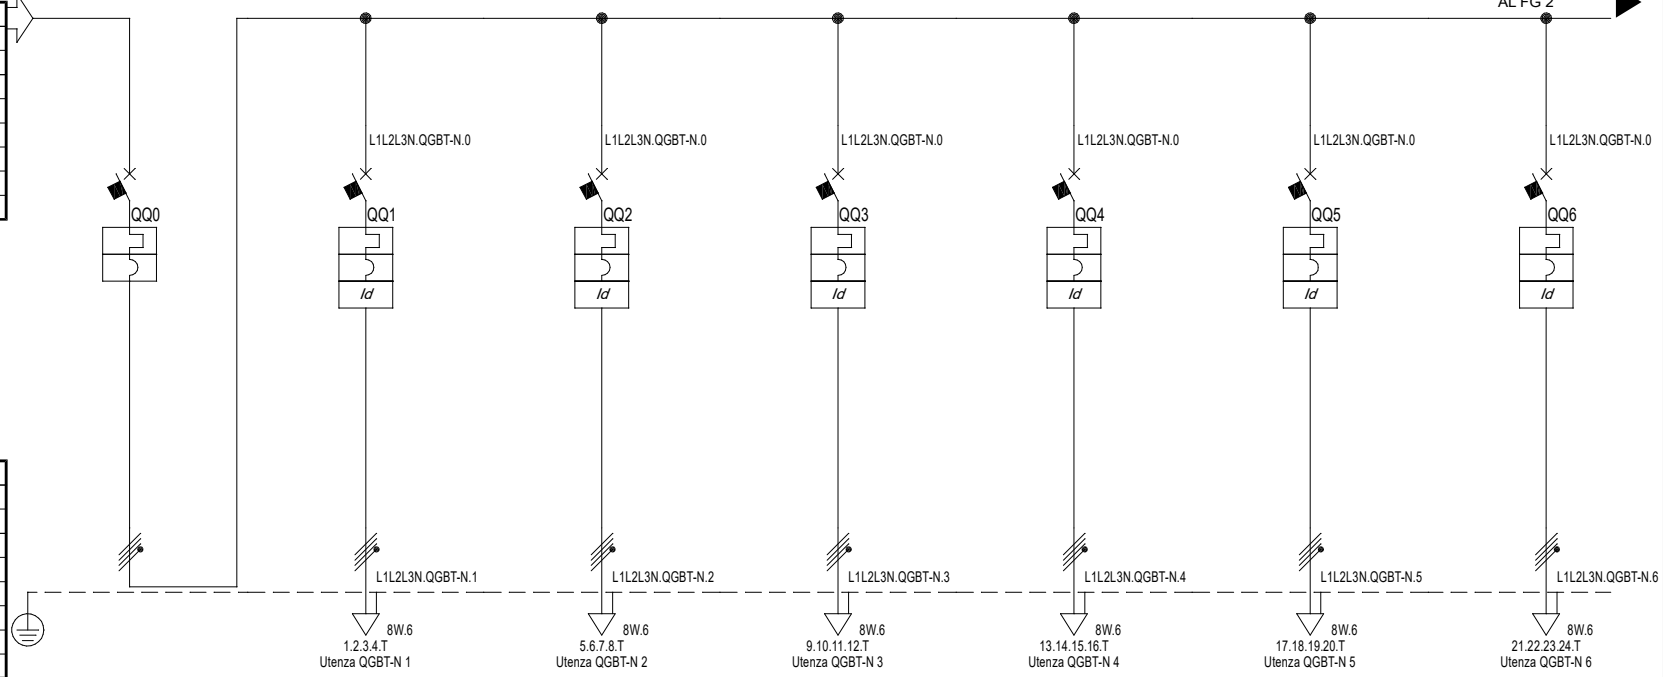 AL FG 2
L1L2L3N.QGBT-N.0
L1L2L3N.QGBT-N.0
L1L2L3N.QGBT-N.0
L1L2L3N.QGBT-N.0
L1L2L3N.QGBT-N.0
L1L2L3N.QGBT-N.0
QQ0
QQ1
QQ2
QQ3
QQ4
QQ5
QQ6
Id
Id
Id
Id
Id
Id
L1L2L3N.QGBT-N.1
L1L2L3N.QGBT-N.2
L1L2L3N.QGBT-N.3
L1L2L3N.QGBT-N.4
L1L2L3N.QGBT-N.5
L1L2L3N.QGBT-N.6
8W.6
8W.6
8W.6
8W.6
8W.6
8W.6
1.2.3.4.T
5.6.7.8.T
9.10.11.12.T
13.14.15.16.T
17.18.19.20.T
21.22.23.24.T
Utenza QGBT-N 1
Utenza QGBT-N 2
Utenza QGBT-N 3
Utenza QGBT-N 4
Utenza QGBT-N 5
Utenza QGBT-N 6